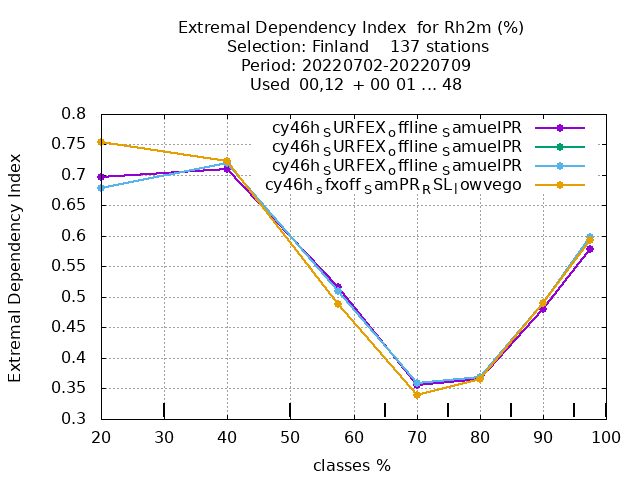 Extremal Dependency Index  for Rh2m (%)
Selection: Finland    137 stations
Period: 20220702-20220709
Used  00,12  + 00 01 ... 48
Extremal Dependency Index
0.8
0.75
0.7
0.65
0.6
0.55
0.5
0.45
0.4
0.35
0.3
cy46h_SURFEX_offline_SamuelPR
cy46h_SURFEX_offline_SamuelPR
cy46h_SURFEX_offline_SamuelPR
cy46h_sfxoff_SamPR_RSL_lowvego
20 30 40 50 60 70 80 90 100
classes %